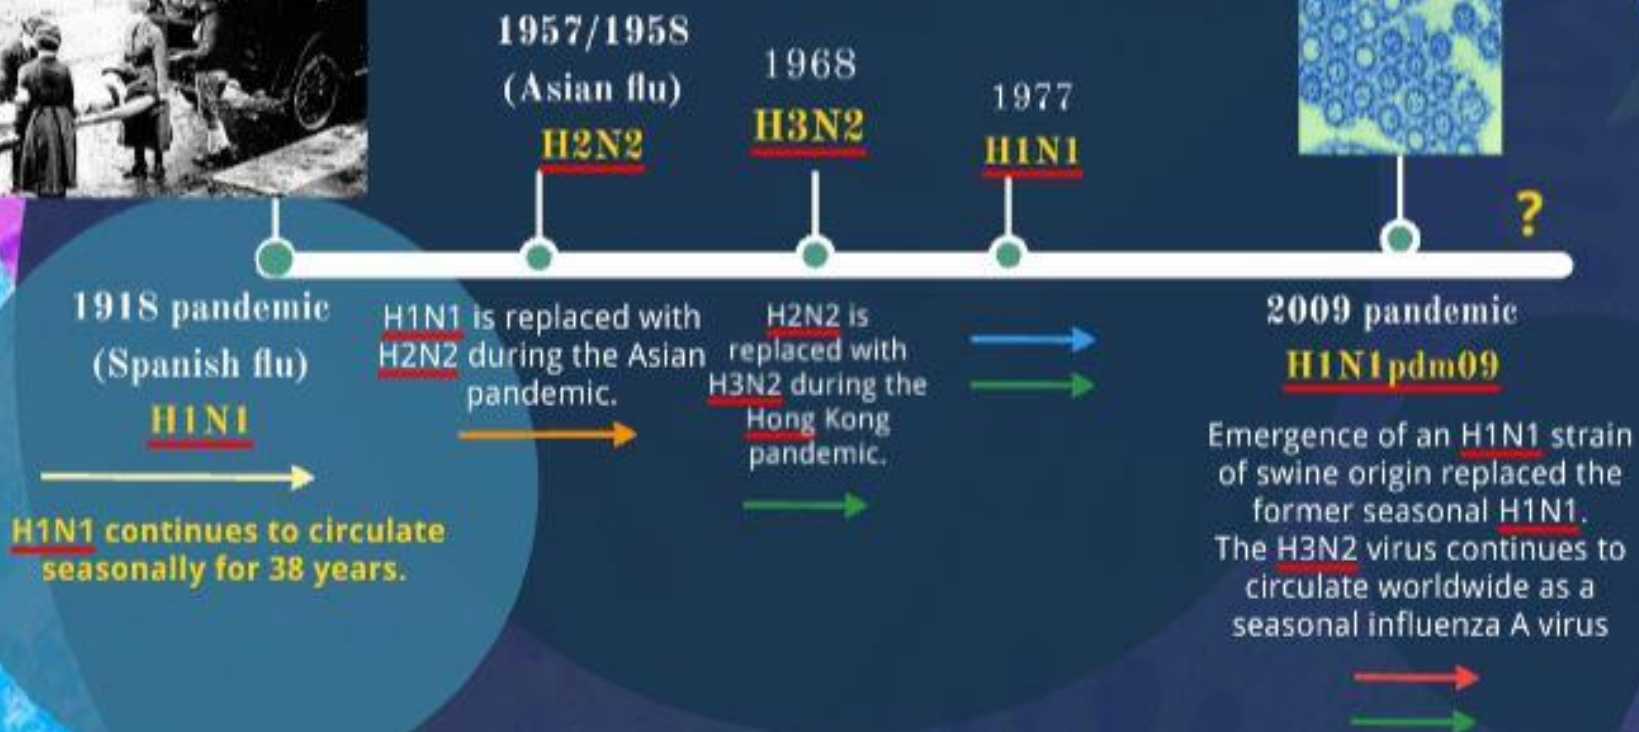 1957/1958
(Asian flu)
H2N2
1968
H3N2
1977
H1N1
?
1918 pandemic
(Spanish flu)
H1N1
H1N1 continues to circulate
seasonally for 38 years.
H1N1 is replaced with
H2N2 during the Asian
pandemic.
H2N2 is
replaced with
H3N2 during the
Hong Kong
pandemic.
2009 pandemic
H1N1pdm09
Emergence of an H1N1 strain
of swine origin replaced the
former seasonal H1N1.
The H3N2 virus continues to
circulate worldwide as a
seasonal influenza A virus